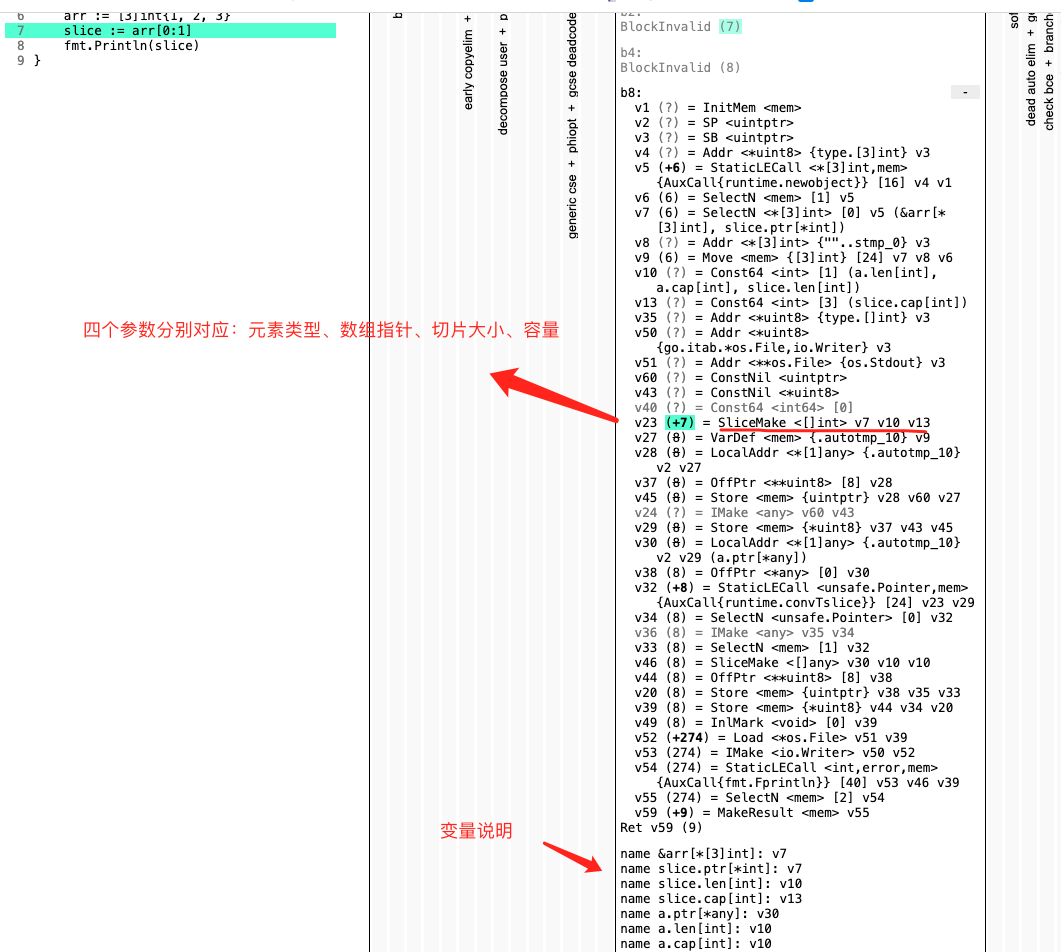 6 arr := [3]int{1, 2, 3}
7 slice := arr[0:1]
8 fmt.Println(slice)
9 }
early copyelim +
decompose user + p
generic cse + phiopt + gcse deadcode
b2:
BlockInvalid (7)
b4:
BlockInvalid (8)
b8:
-
v1 (?) = InitMem <mem>
v2 (?) = SP <uintptr>
v3 (?) = SB <uintptr>
v4 (?) = Addr <*uint8> {type.[3]int} v3
v5 (+6) = StaticLECall <*[3]int,mem>
{AuxCall{runtime.newobject}} [16] v4 v1
v6 (6) = SelectN <mem> [1] v5
v7 (6) = SelectN <*[3]int> [0] v5 (&arr[*
[3]int], slice.ptr[*int])
v8 (?) = Addr <*[3]int> {""..stmp_0} v3
v9 (6) = Move <mem> {[3]int} [24] v7 v8 v6
v10 (?) = Const64 <int> [1] (a.len[int],
a.cap[int], slice.len[int])
v13 (?) = Const64 <int> [3] (slice.cap[int])
v35 (?) = Addr <*uint8> {type.[]int} v3
v50 (?) = Addr <*uint8>
{go.itab.*os.File,io.Writer} v3
v51 (?) = Addr <**os.File> {os.Stdout} v3
v60 (?) = ConstNil <uintptr>
v43 (?) = ConstNil <*uint8>
v40 (?) = Const64 <int64> [0]
v23 (+7) = SliceMake <[]int> v7 v10 v13
v27 (8) = VarDef <mem> {.autotmp_10} v9
v28 (8) = LocalAddr <*[1]any> {.autotmp_10}
v2 v27
v37 (8) = OffPtr <**uint8> [8] v28
v45 (8) = Store <mem> {uintptr} v28 v60 v27
v24 (?) = IMake <any> v60 v43
v29 (8) = Store <mem> {*uint8} v37 v43 v45
v30 (8) = LocalAddr <*[1]any> {.autotmp_10}
v2 v29 (a.ptr[*any])
v38 (8) = OffPtr <*any> [0] v30
v32 (+8) = StaticLECall <unsafe.Pointer,mem>
{AuxCall{runtime.convTslice}} [24] v23 v29
v34 (8) = SelectN <unsafe.Pointer> [0] v32
v36 (8) = IMake <any> v35 v34
v33 (8) = SelectN <mem> [1] v32
v46 (8) = SliceMake <[]any> v30 v10 v10
v44 (8) = OffPtr <**uint8> [8] v38
v20 (8) = Store <mem> {uintptr} v38 v35 v33
v39 (8) = Store <mem> {*uint8} v44 v34 v20
v49 (8) = InlMark <void> [0] v39
v52 (+274) = Load <*os.File> v51 v39
v53 (274) = IMake <io.Writer> v50 v52
v54 (274) = StaticLECall <int,error,mem>
{AuxCall{fmt.Fprintln}} [40] v53 v46 v39
v55 (274) = SelectN <mem> [2] v54
v59 (+9) = MakeResult <mem> v55
Ret v59 (9)
name &arr[*[3]int]: v7
name slice.ptr[*int]: v7
name slice.len[int]: v10
name slice.cap[int]: v13
name a.ptr[*any]: v30
name a.len[int]: v10
name a.cap[int]: v10
四个参数分别对应：元素类型、数组指针、切片大小、容量
变量说明
sof
dead auto elim + ge
check bce + branch